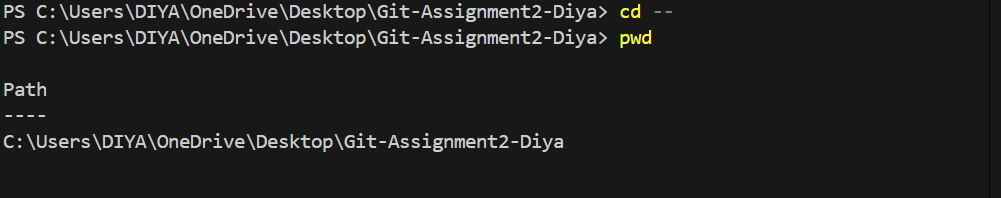 PS C:\Users\DIYA\OneDrive\Desktop\Git-Assignment2-Diya> cd --
PS C:\Users\DIYA\OneDrive\Desktop\Git-Assignment2-Diya> pwd
Path
----
C:\Users\DIYA\OneDrive\Desktop\Git-Assignment2-Diya